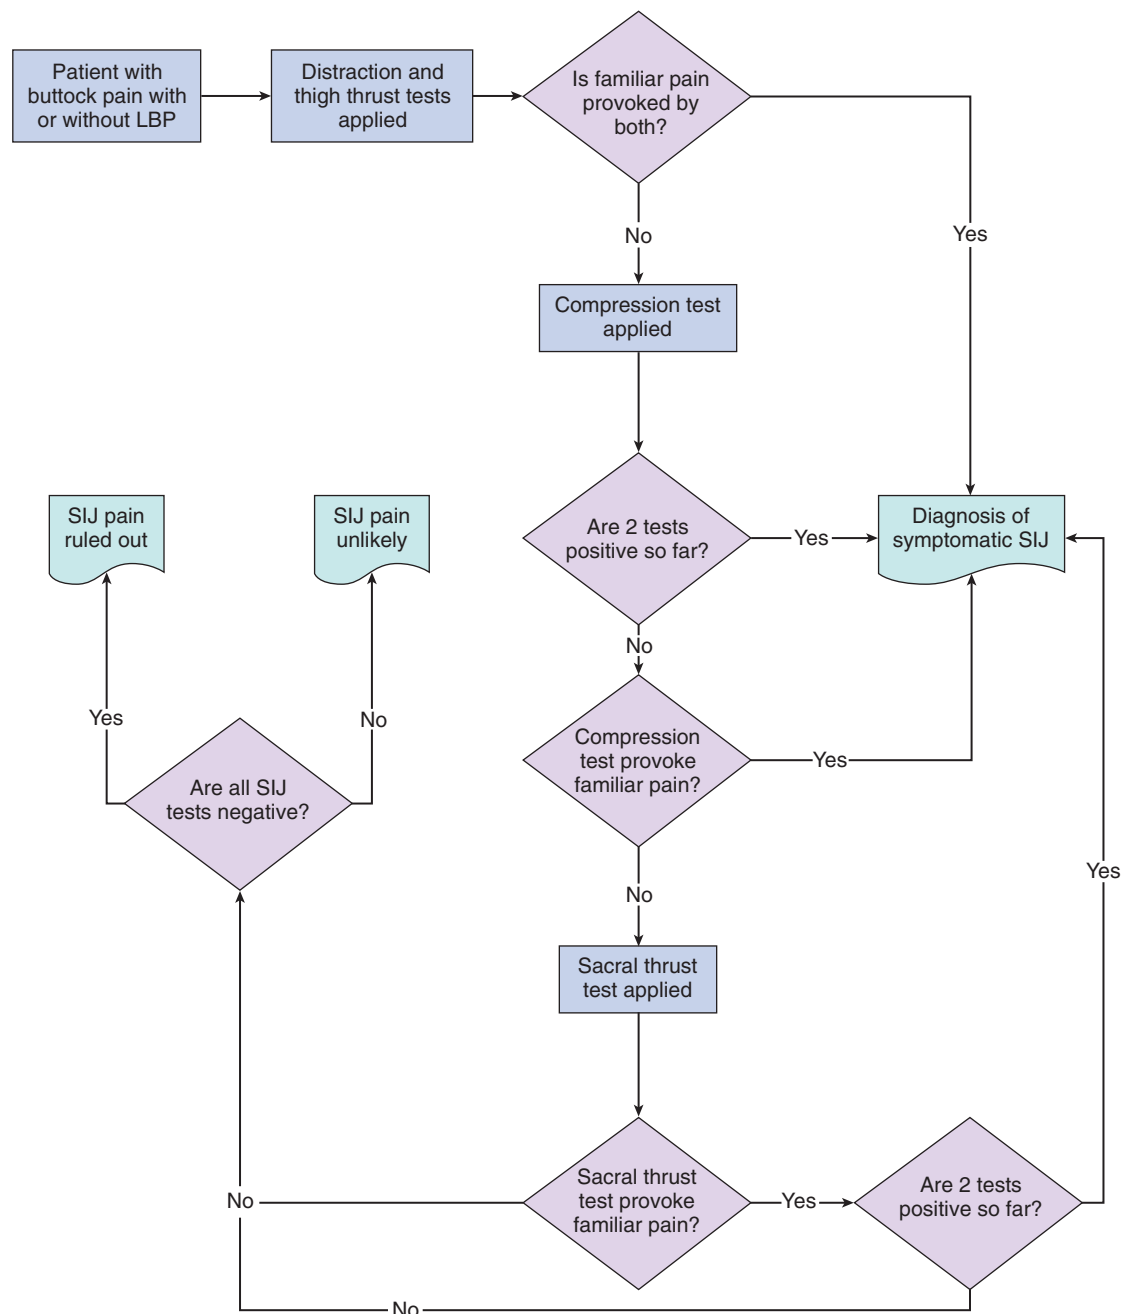 Patient with
buttock pain with
or without LBP
Distraction and
thigh thrust tests
applied
Is familiar pain
provoked by
both?
No
Yes
Compression test
applied
SIJ pain
ruled out
SIJ pain
unlikely
Are 2 tests
positive so far?
Yes
Diagnosis of
symptomatic SIJ
No
Yes
No
Compression
test provoke
familiar pain?
Yes
Are all SIJ
tests negative?
Yes
No
Sacral thrust
test applied
No
Sacral thrust
test provoke
familiar pain?
Yes
Are 2 tests
positive so far?
No